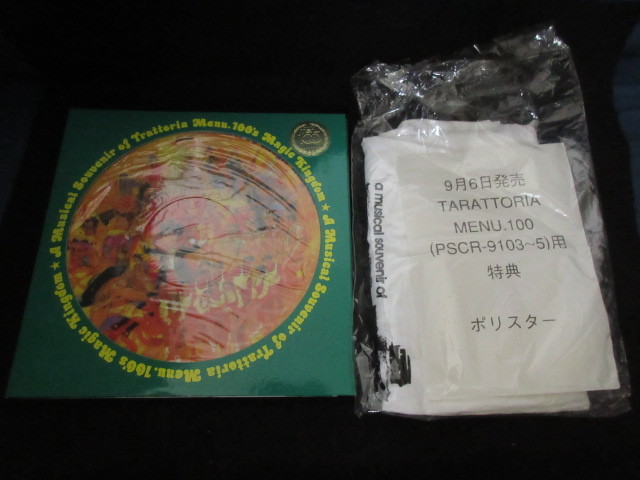 ★ A Musical Souvenir of Trattoria Menu.100's Magic Kingdom ★ A Musical Souvenir of Trattoria Menu.100's Magic Kingdom
a musical souvenir of
9月6日発売
TARATTORIA
MENU.100
(PSCR-9103~5)用
特典
ポリスター